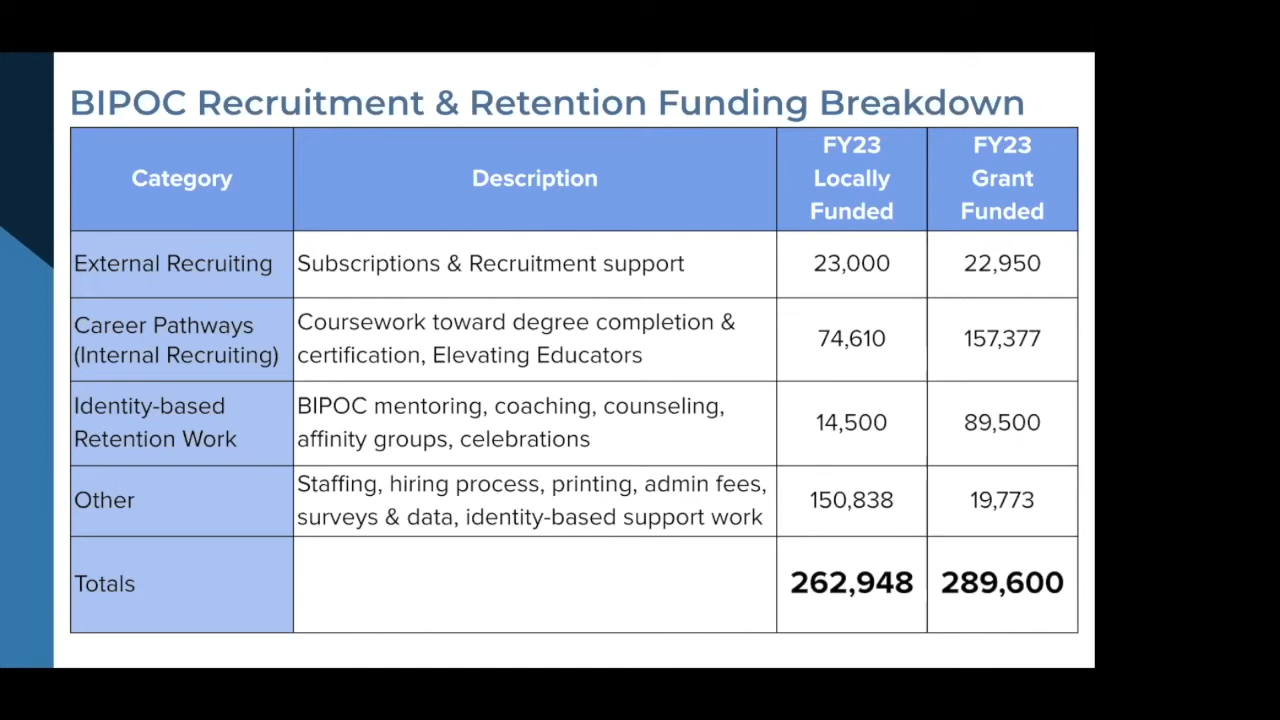 BIPOC Recruitment & Retention Funding Breakdown
Category
Description
FY23
Locally
Funded
FY23
Grant
Funded
External Recruiting
Subscriptions & Recruitment support
23,000
22,950
Career Pathways
(Internal Recruiting)
Coursework toward degree completion &
certification, Elevating Educators
74,610
157,377
Identity-based
Retention Work
BIPOC mentoring, coaching, counseling,
affinity groups, celebrations
14,500
89,500
Other
Staffing, hiring process, printing, admin fees,
surveys & data, identity-based support work
150,838
19,773
Totals
262,948
289,600